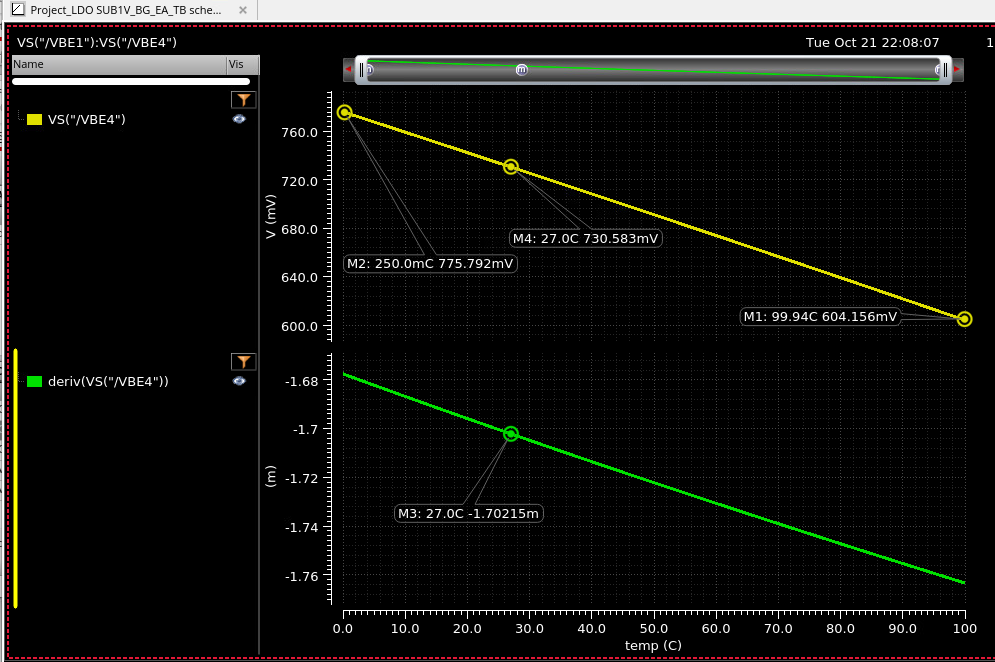 Project_LDO SUB1V_BG_EA_TB sche...
VS("/VBE1"):VS("/VBE4")
Tue Oct 21 22:08:07
1
Name
Vis
VS("/VBE4")
deriv(VS("/VBE4"))
V (mV)
760.0
720.0
680.0
640.0
600.0
M4: 27.0C 730.583mV
M2: 250.0mC 775.792mV
M1: 99.94C 604.156mV
(m)
-1.68
-1.7
-1.72
-1.74
-1.76
M3: 27.0C -1.70215m
0.0 10.0 20.0 30.0 40.0 50.0 60.0 70.0 80.0 90.0 100
temp (C)